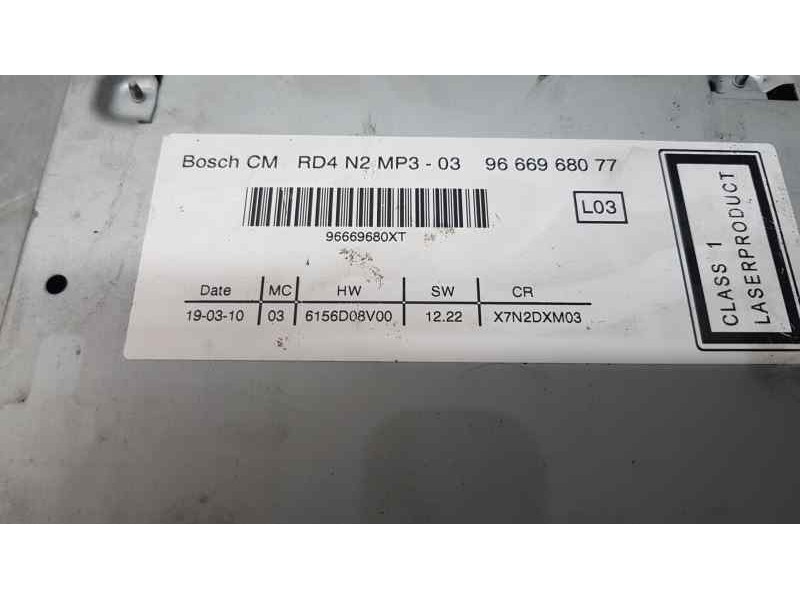 Bosch CM RD4 N2 MP3 - 03 96 669 680 77
L03
96669680XT
Date MC HW SW CR
19-03-10 03 6156D08V00 12.22 X7N2DXM03
CLASS 1
LASERPRODUCT